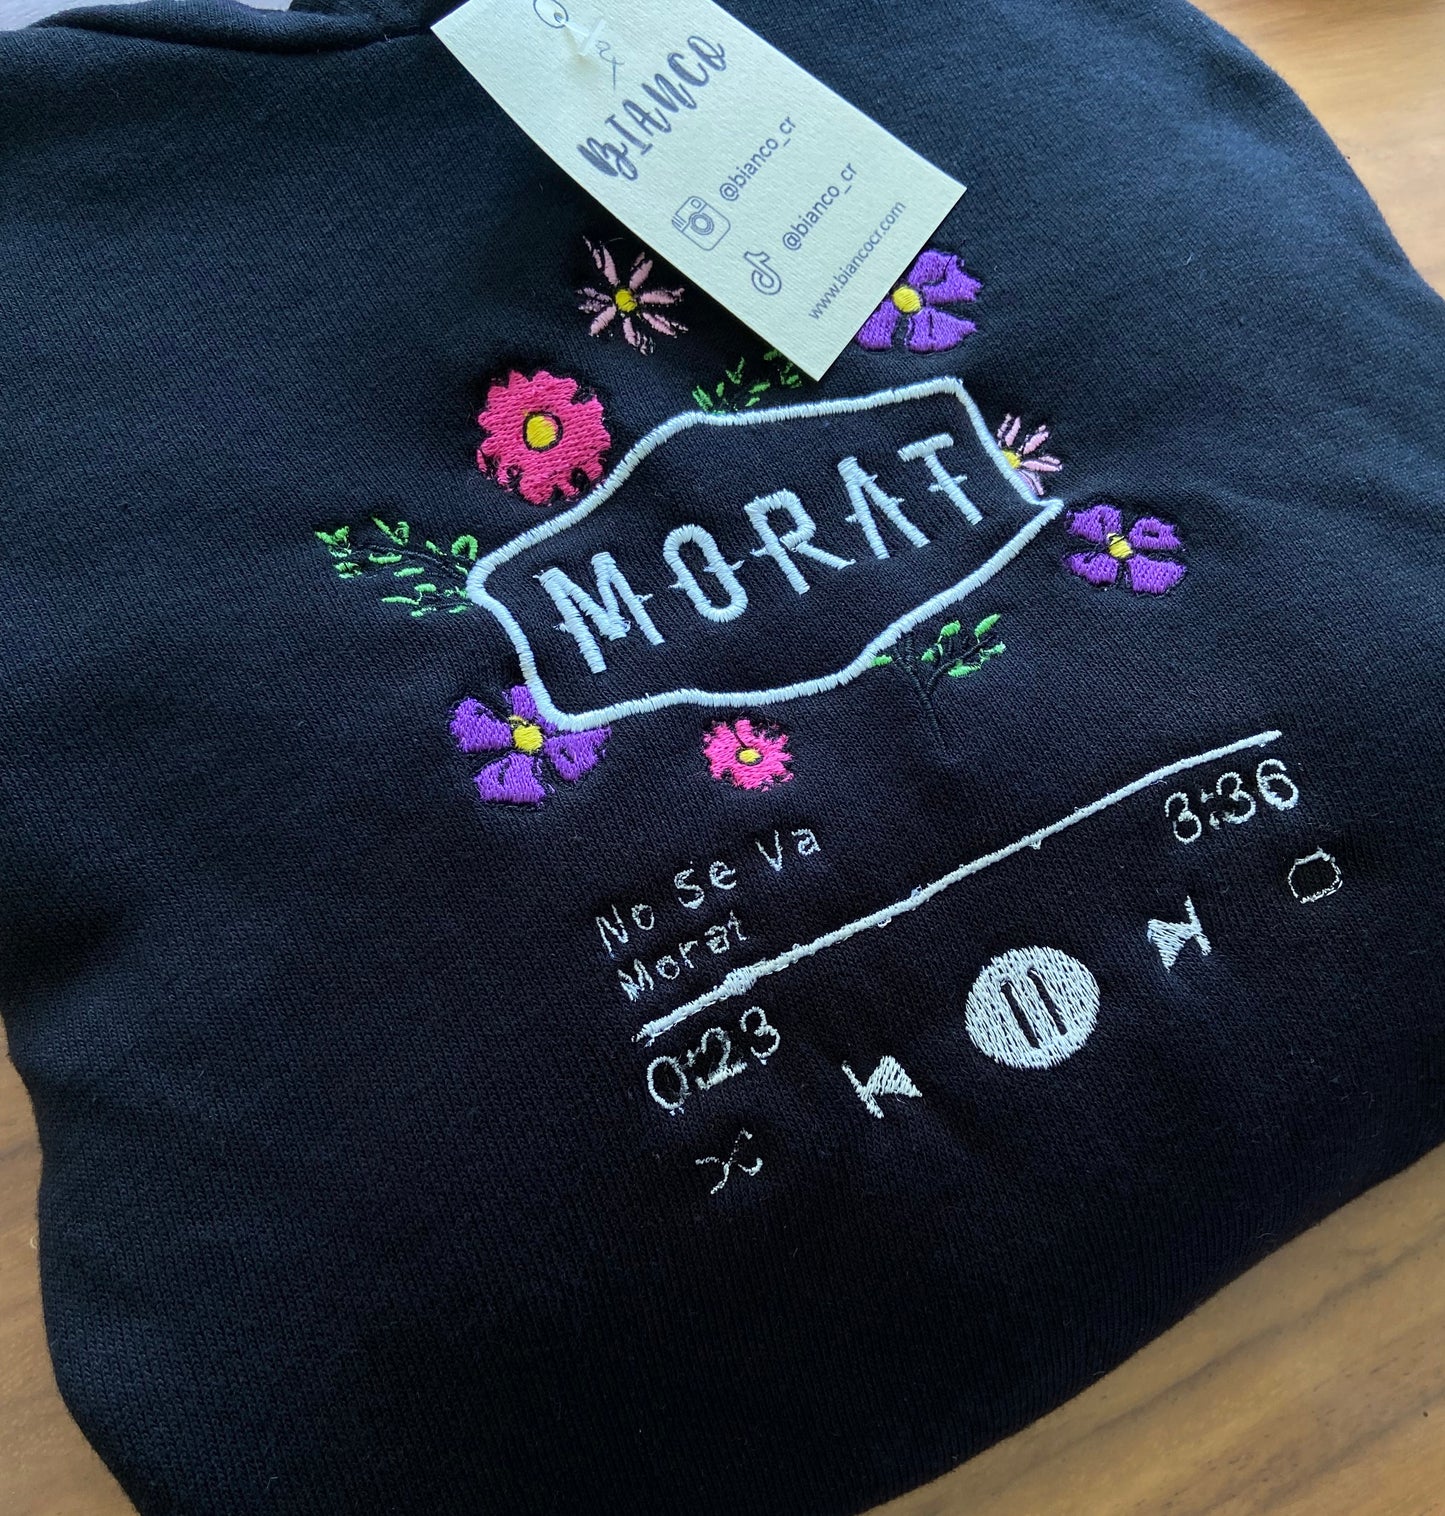 BIANCO
@bianco_cr
@bianco_cr
www.biancocr.com
MORAT
No Se Va
Morat
0:23
3:36